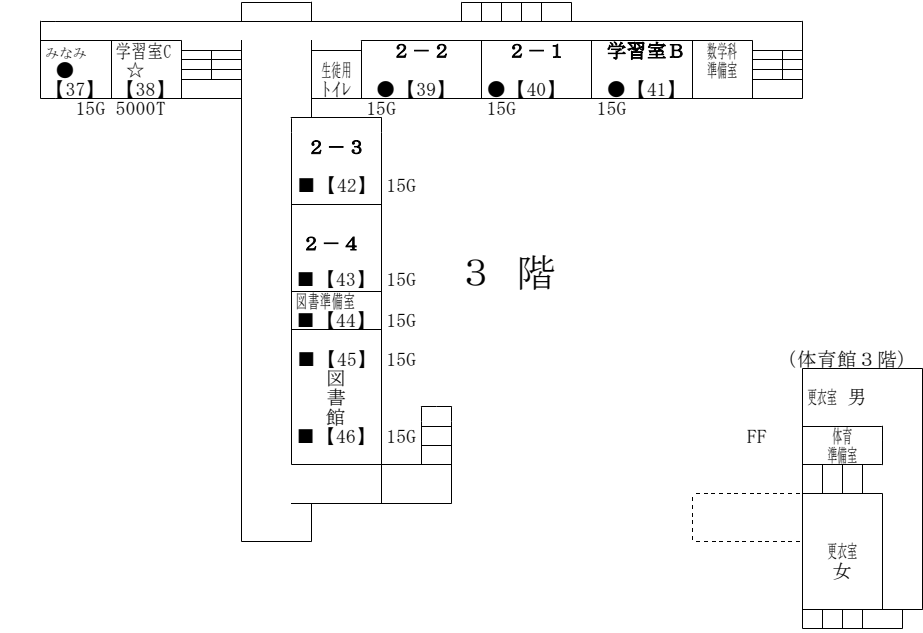 みなみ
●
【37】
15G
学習室C
☆
【38】
5000T
生徒用
トイレ
２－２
●【39】
15G
２－１
●【40】
15G
学習室Ｂ
●【41】
15G
数学科
準備室
２－３
■【42】 15G
２－４
■【43】 15G
図書準備室
■【44】 15G
■【45】 15G
図
書
館
■【46】 15G
３ 階
（体育館３階）
更衣室 男
FF
体育
準備室
更衣室
女